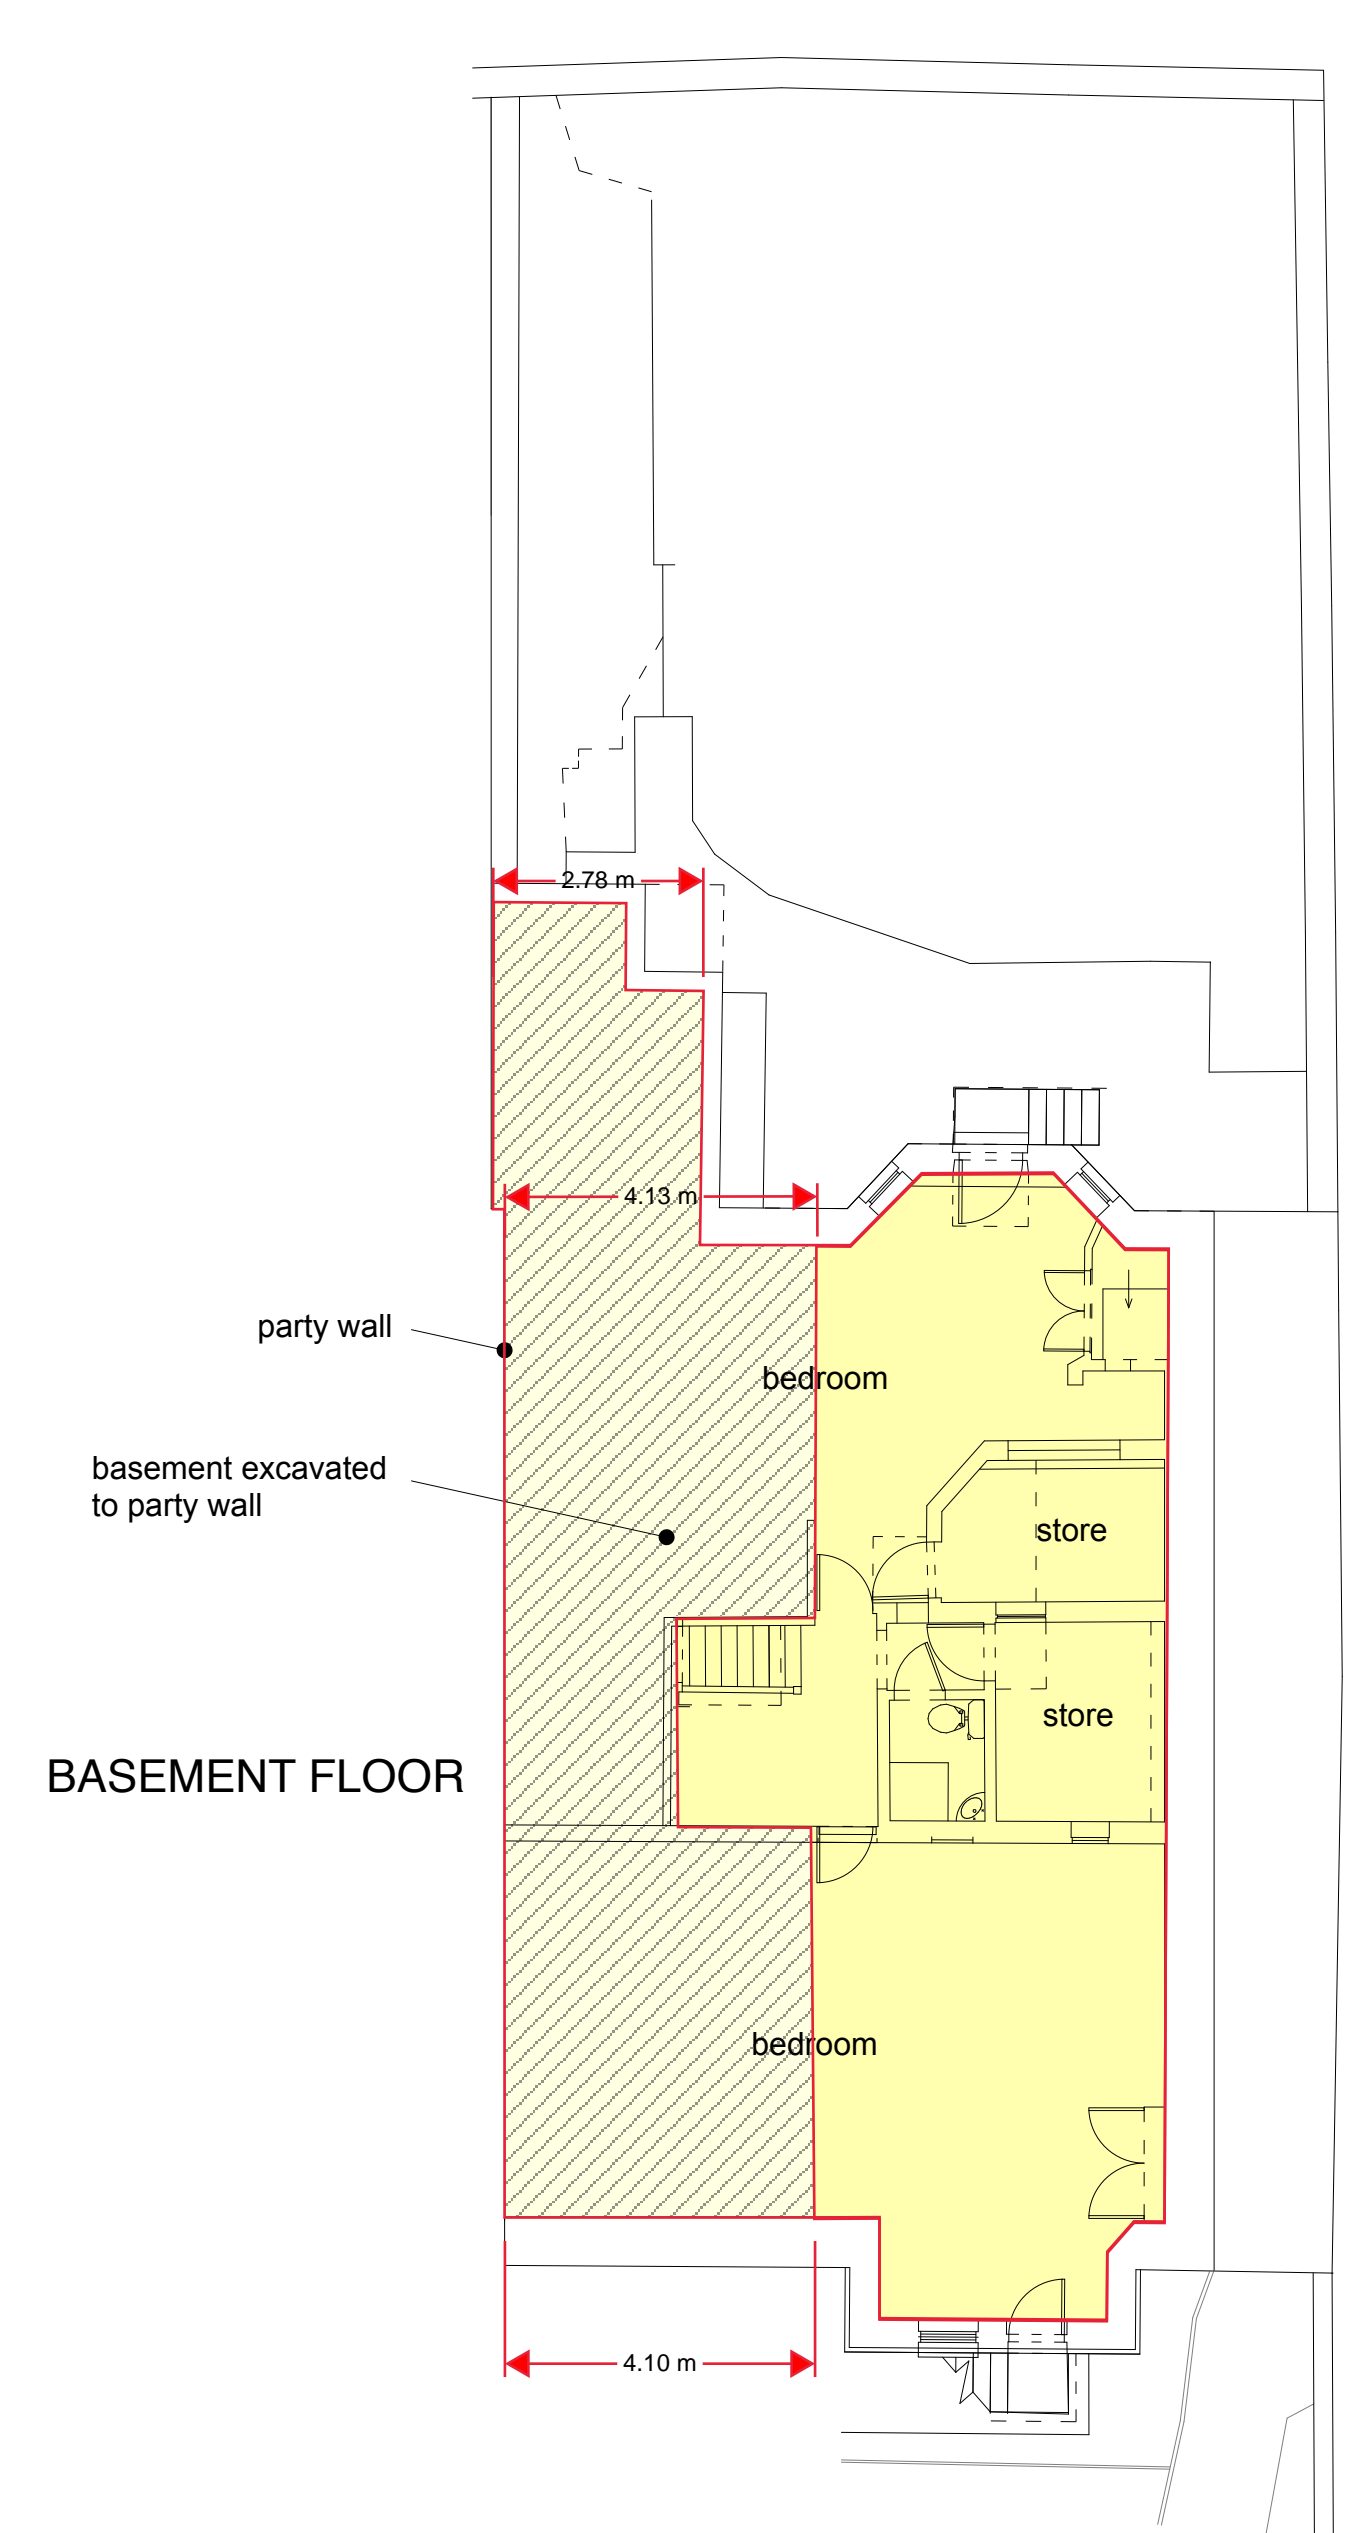 2.78 m
4.13 m
party wall
bedroom
basement excavated
to party wall
store
store
BASEMENT FLOOR
bedroom
4.10 m